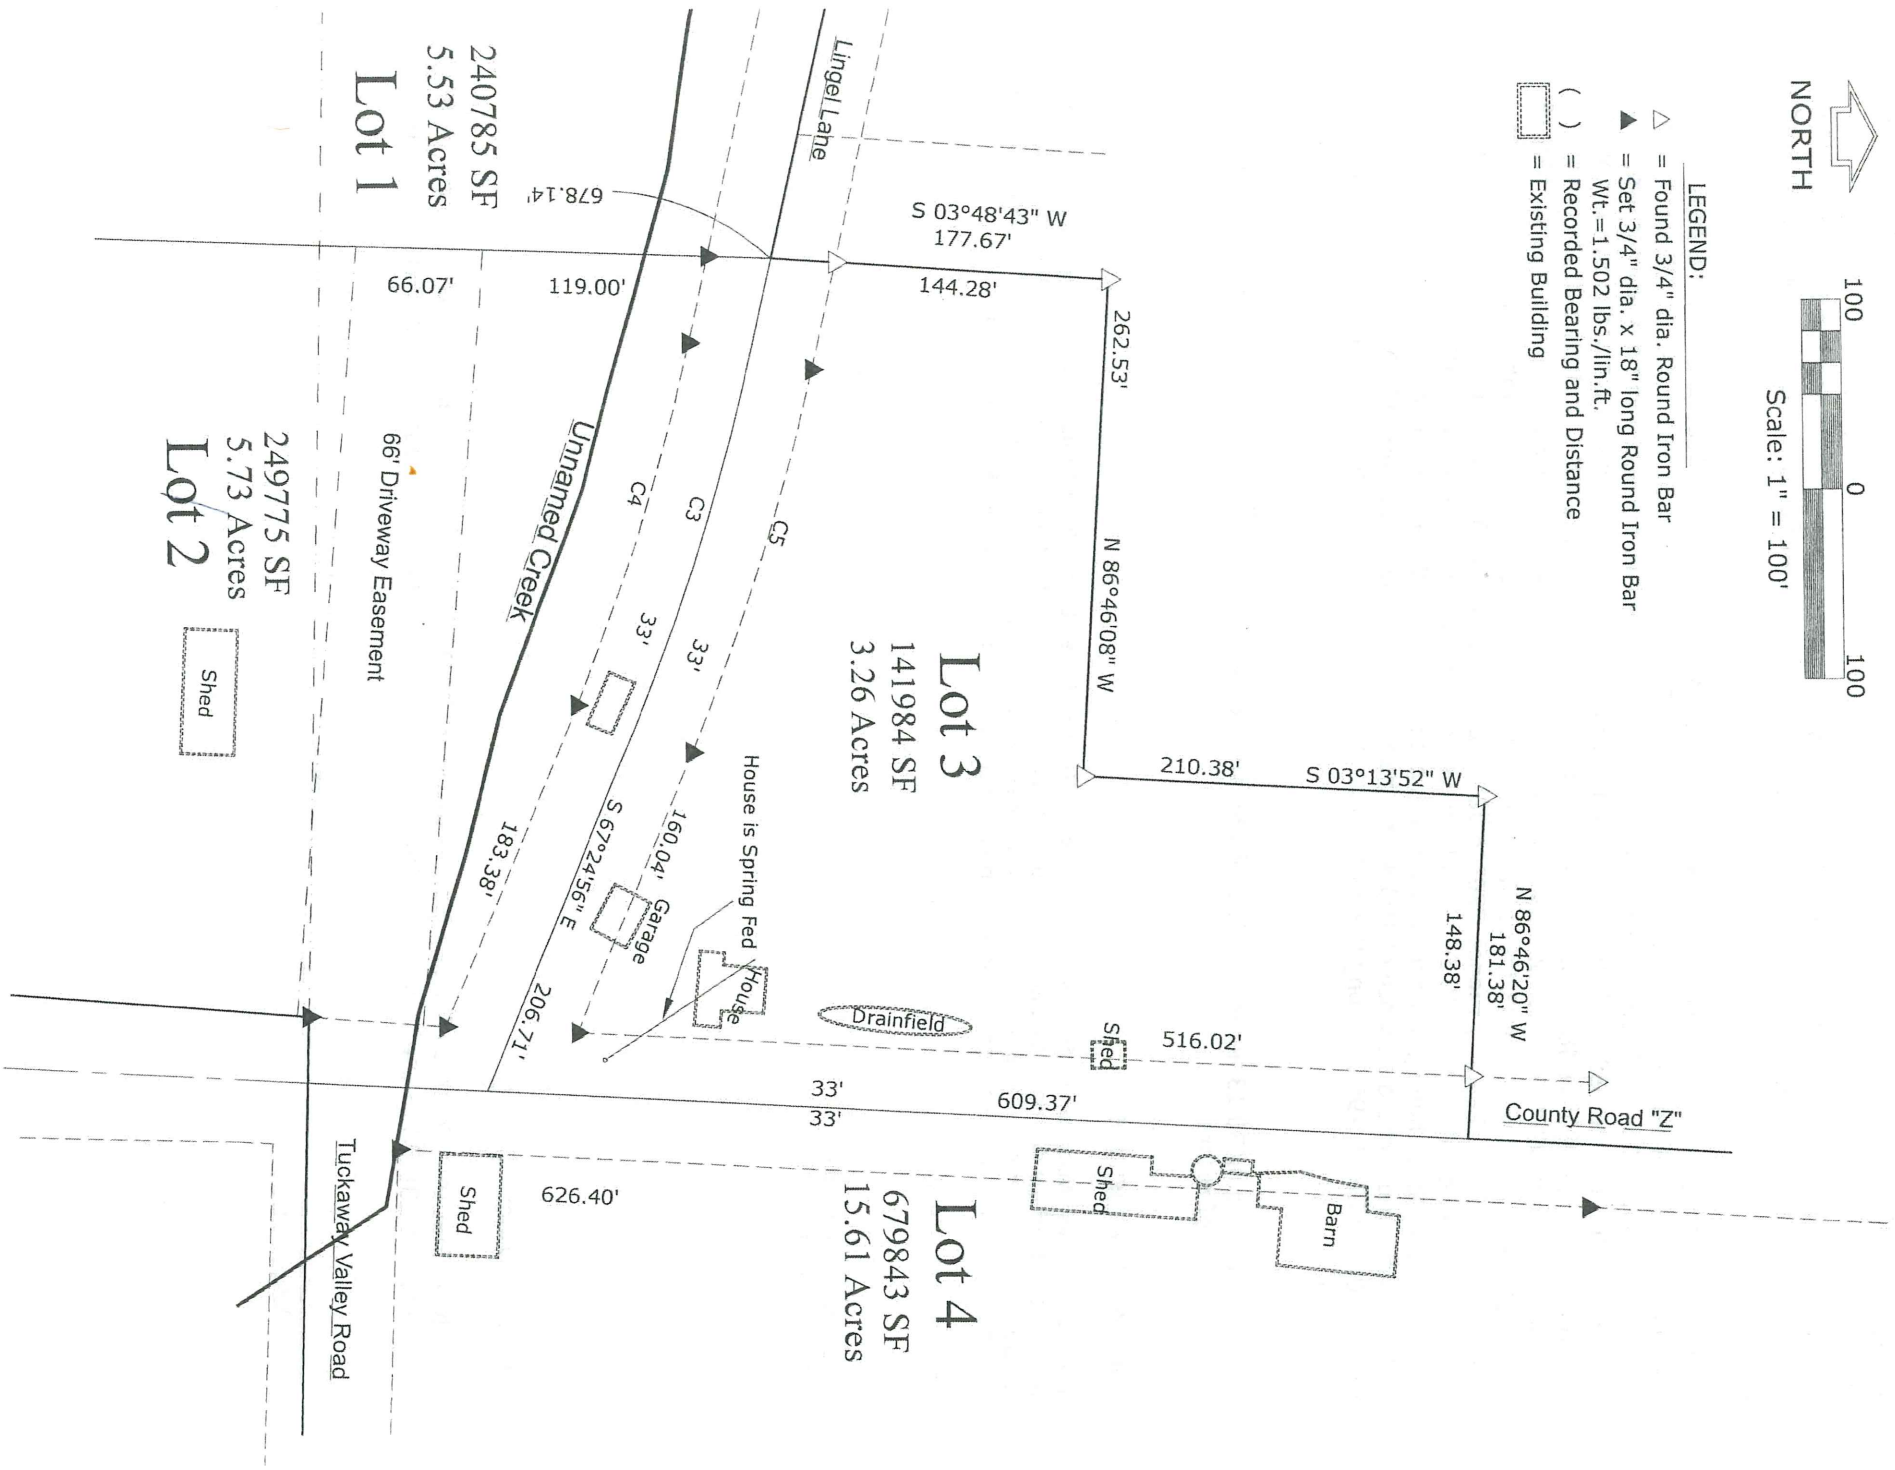 NORTH
100
0
100
Scale: 1" = 100'
LEGEND:
△ = Found 3/4" dia. Round Iron Bar
▲ = Set 3/4" dia. x 18" long Round Iron Bar
Wt.=1.502 lbs./lin.ft.
( ) = Recorded Bearing and Distance
= Existing Building
N 86°46'20" W
181.38'
148.38'
County Road "Z"
S 03°13'52" W
210.38'
516.02'
Shed
609.37'
33'
33'
Barn
Shed
262.53'
N 86°46'08" W
S 03°48'43" W
177.67'
144.28'
Lot 3
141984 SF
3.26 Acres
Lot 4
679843 SF
15.61 Acres
Drainfield
House is Spring Fed
House
Garage
Lingel Lane
C5
33'
160.04'
C3
S 67°24'56" E
206.71'
C4
33'
183.38'
626.40'
Shed
678.14'
Unnamed Creek
119.00'
66.07'
240785 SF
5.53 Acres
Lot 1
66' Driveway Easement
Tuckaway Valley Road
249775 SF
5.73 Acres
Lot 2
Shed